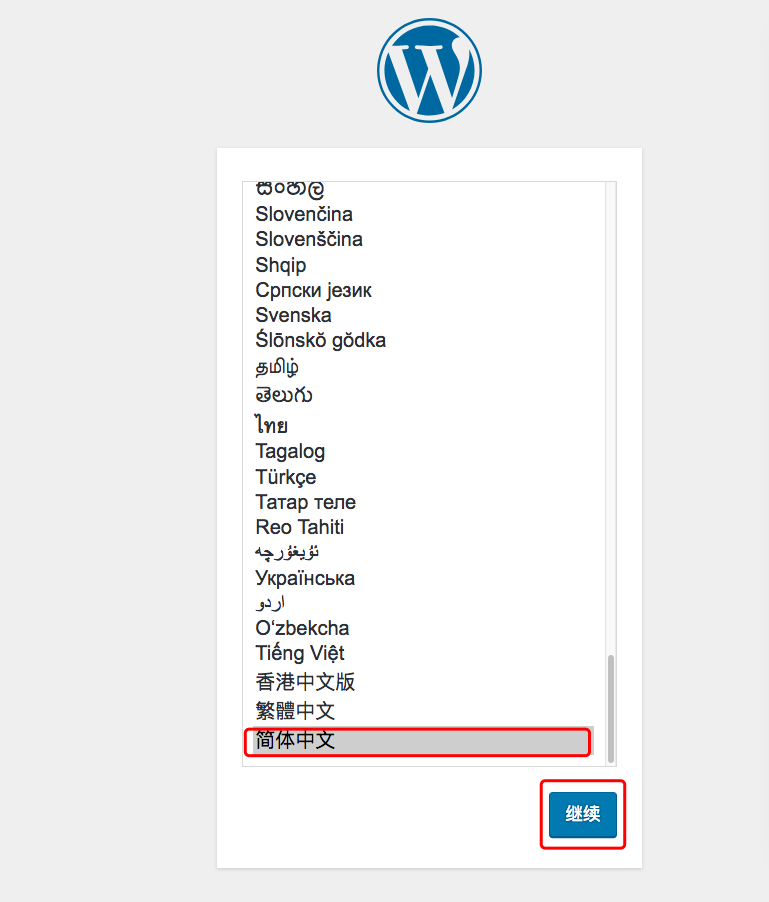 සිංහල
Slovenčina
Slovenščina
Shqip
Српски језик
Svenska
Ślōnskŏ gŏdka
தமிழ்
తెలుగు
ไทย
Tagalog
Türkçe
Татар теле
Reo Tahiti
ئۇيغۇرچە
Українська
اردو
O‘zbekcha
Tiếng Việt
香港中文版
繁體中文
简体中文
继续